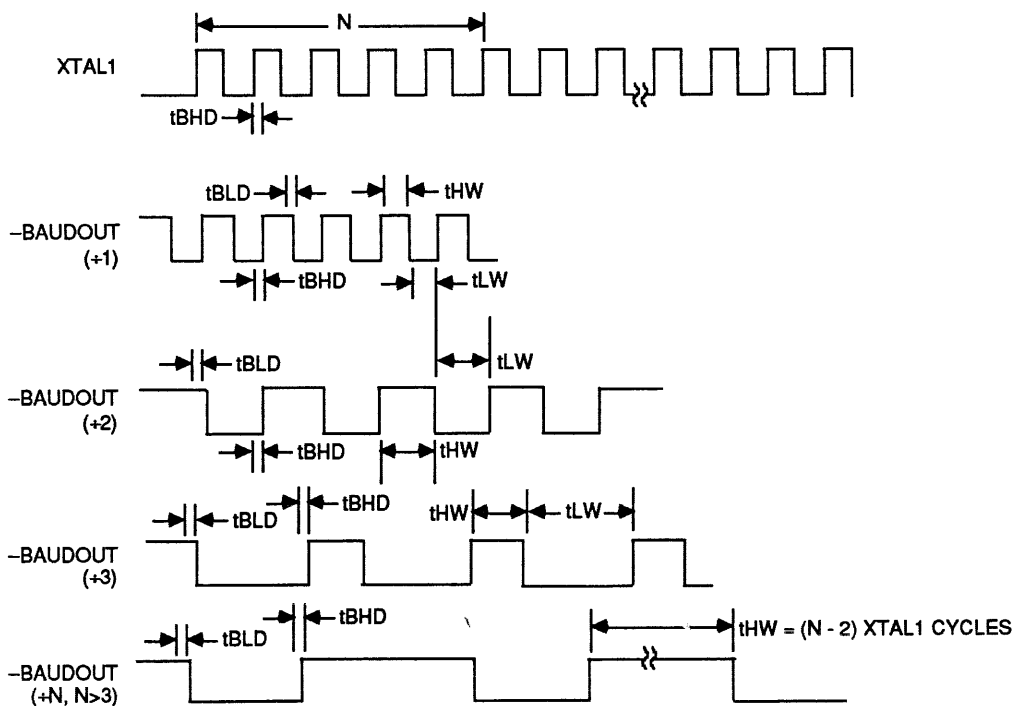 N
XTAL1
tBHD
tBLD tHW
–BAUDOUT
(÷1)
tBHD tLW
tBLD tLW
–BAUDOUT
(÷2)
tBHD tHW
tBLD tBHD tHW tLW
–BAUDOUT
(÷3)
tBLD tBHD tHW = (N - 2) XTAL1 CYCLES
–BAUDOUT
(÷N, N>3)